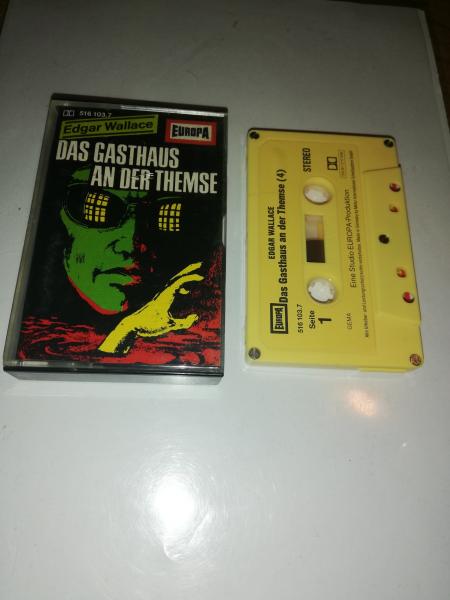 516 103.7
Edgar Wallace
EUROPA
DAS GASTHAUS
AN DER THEMSE
EUROPA
EDGAR WALLACE
Das Gasthaus an der Themse (4)
516 103.7
Seite
1
STEREO
GEMA
Eine Studio EUROPA-Produktion